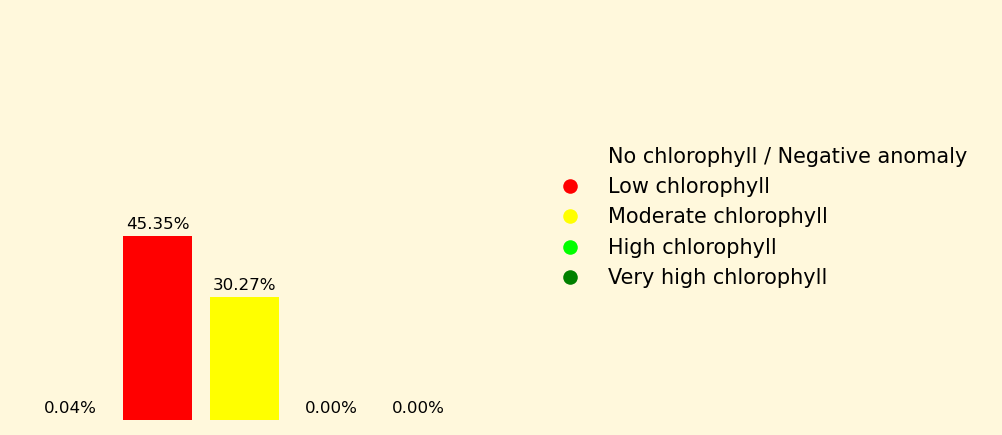 No chlorophyll / Negative anomaly
Low chlorophyll
Moderate chlorophyll
High chlorophyll
Very high chlorophyll
45.35%
30.27%
0.04%
0.00%
0.00%